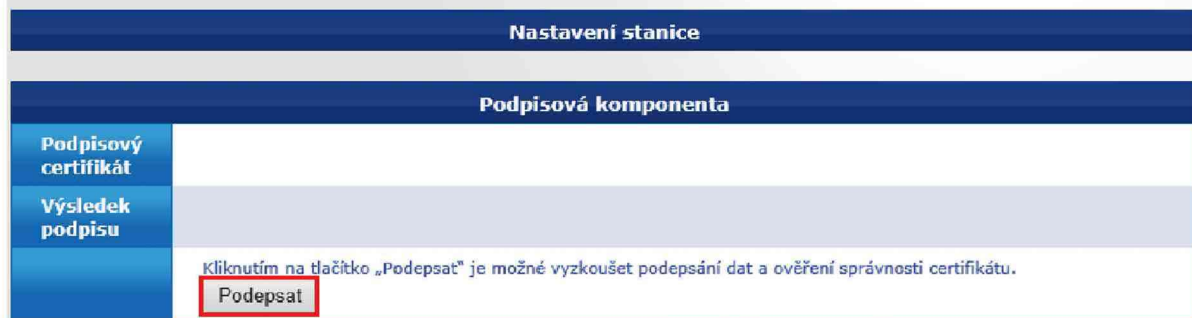 Nastavení stanice
Podpisová komponenta
Podpisový
certifikát
Výsledek
podpisu
Kliknutím na tlačítko „Podepsat“ je možné vyzkoušet podepsání dat a ověření správnosti certifikátu.
Podepsat